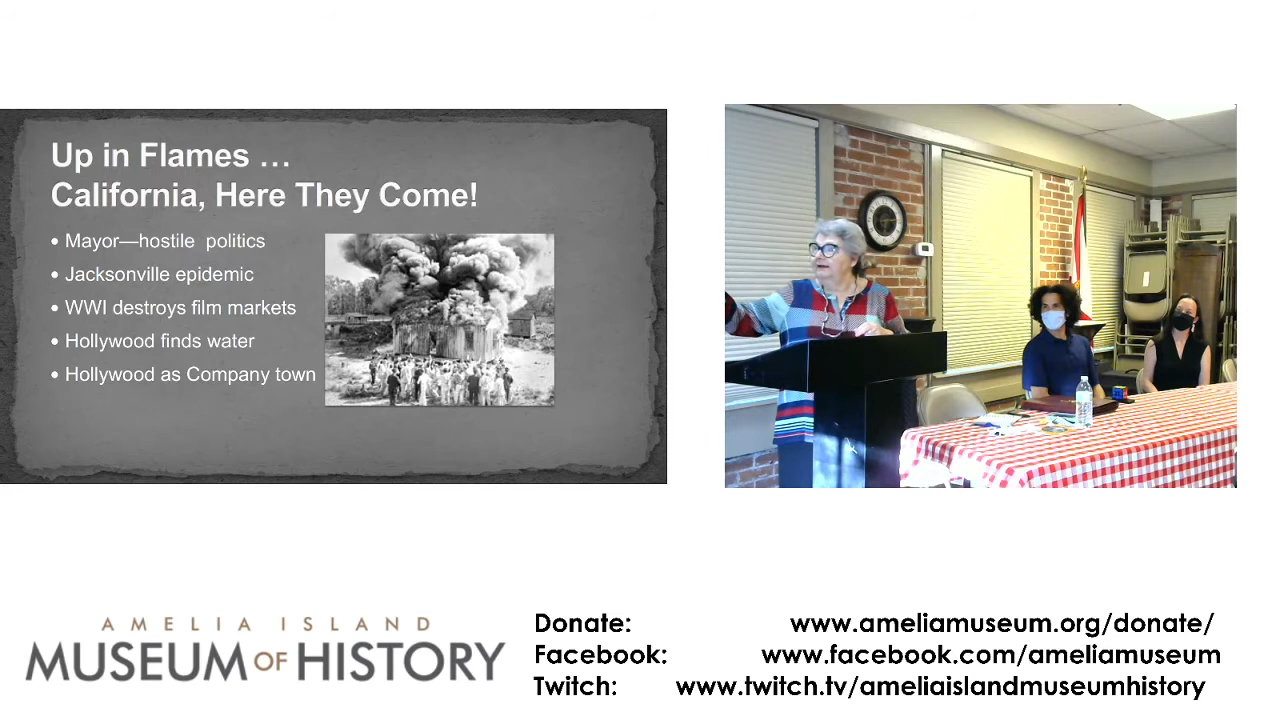 Up in Flames …
California, Here They Come!
• Mayor—hostile  politics
• Jacksonville epidemic
• WWI destroys film markets
• Hollywood finds water
• Hollywood as Company town
AMELIA ISLAND
MUSEUM OF HISTORY
Donate: www.ameliamuseum.org/donate/
Facebook: www.facebook.com/ameliamuseum
Twitch: www.twitch.tv/ameliaislandmuseumhistory